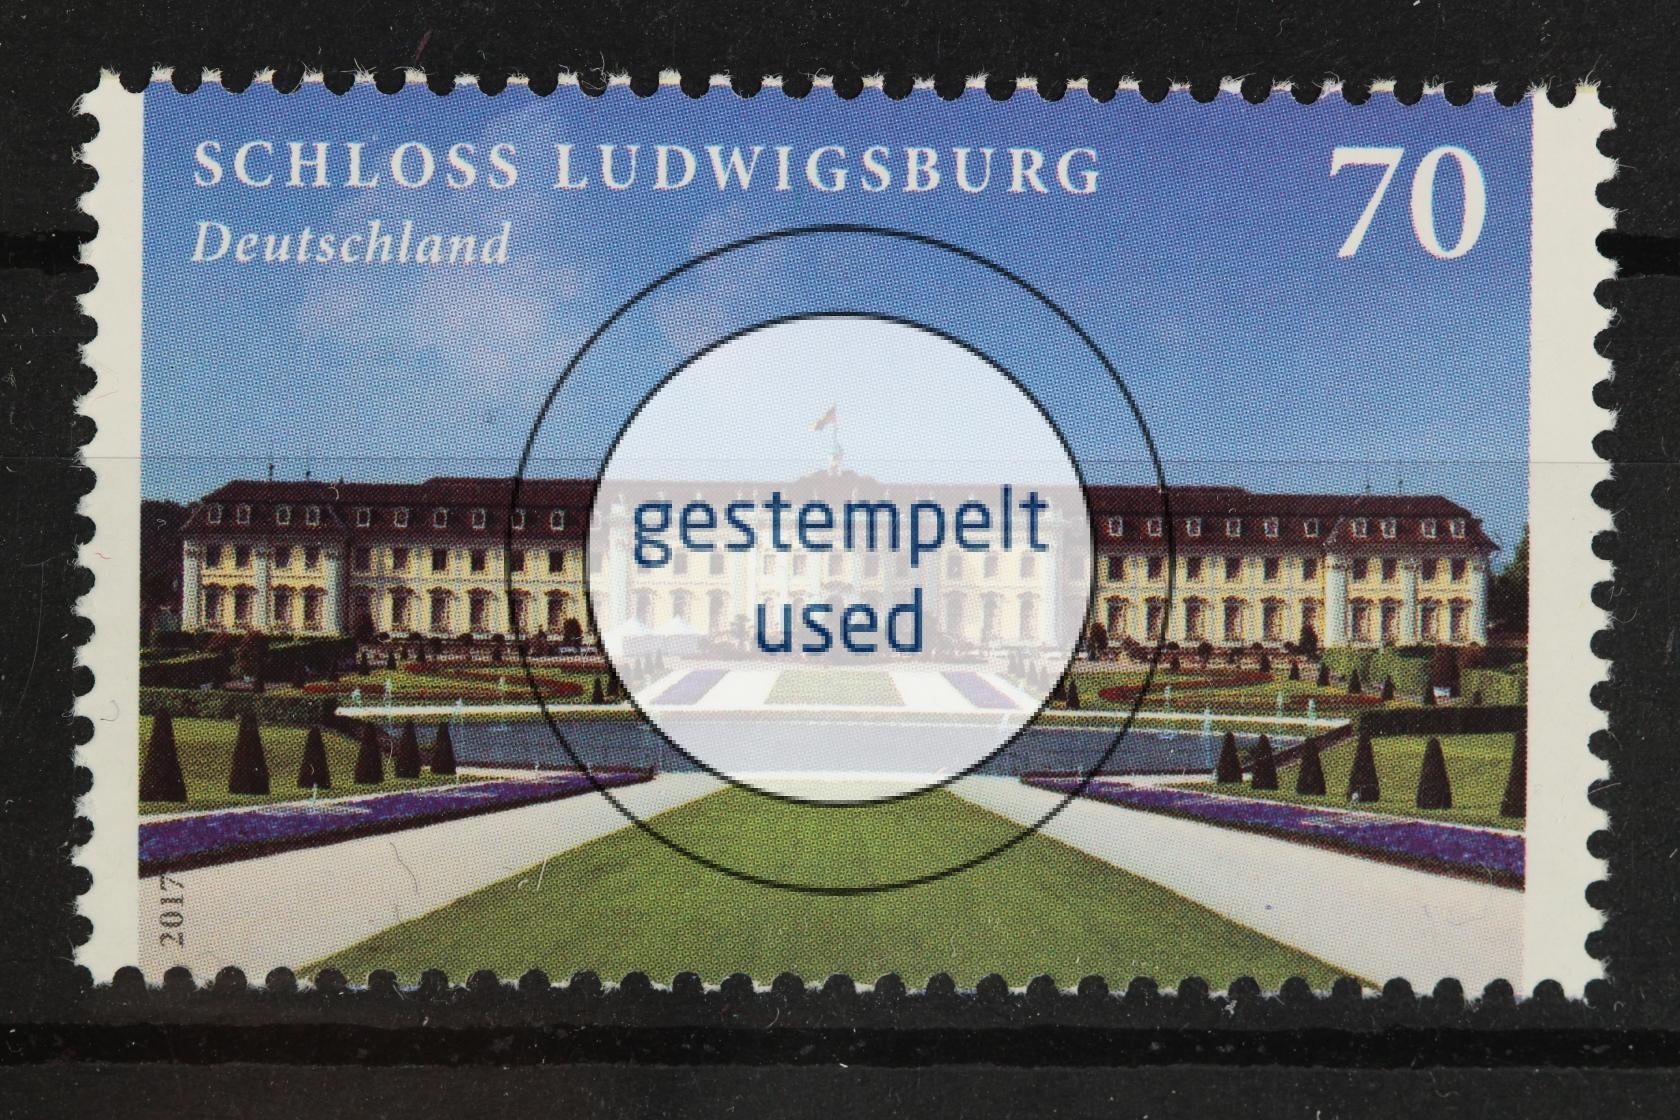 SCHLOSS LUDWIGSBURG
Deutschland
70
gestempelt
used
2017